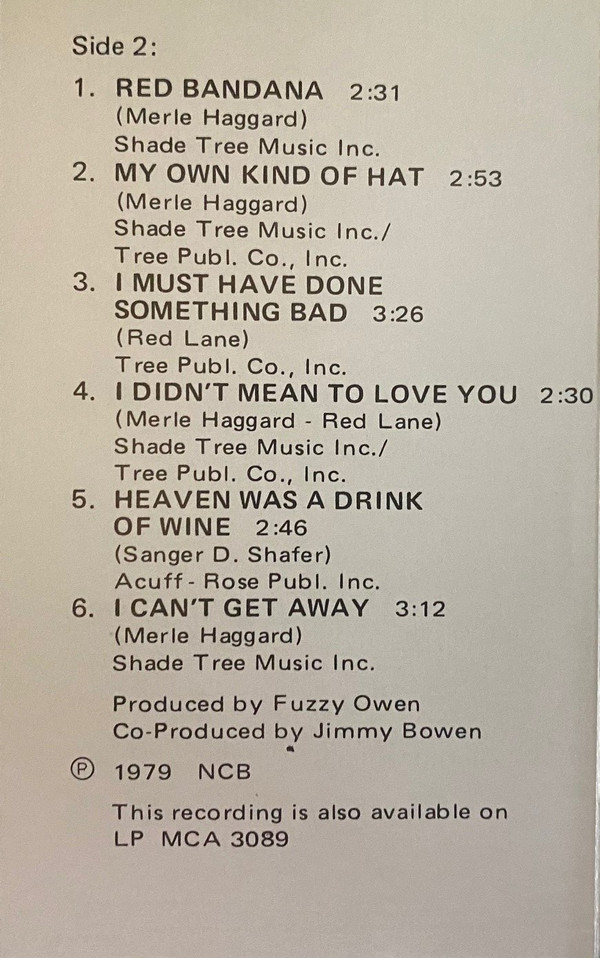 Side 2:
1. RED BANDANA 2:31
(Merle Haggard)
Shade Tree Music Inc.
2. MY OWN KIND OF HAT 2:53
(Merle Haggard)
Shade Tree Music Inc./
Tree Publ. Co., Inc.
3. I MUST HAVE DONE
SOMETHING BAD 3:26
(Red Lane)
Tree Publ. Co., Inc.
4. I DIDN'T MEAN TO LOVE YOU 2:30
(Merle Haggard - Red Lane)
Shade Tree Music Inc./
Tree Publ. Co., Inc.
5. HEAVEN WAS A DRINK
OF WINE 2:46
(Sanger D. Shafer)
Acuff- Rose Publ. Inc.
6. I CAN'T GET AWAY 3:12
(Merle Haggard)
Shade Tree Music Inc.
Produced by Fuzzy Owen
Co-Produced by Jimmy Bowen
℗ 1979 NCB
This recording is also available on
LP MCA 3089